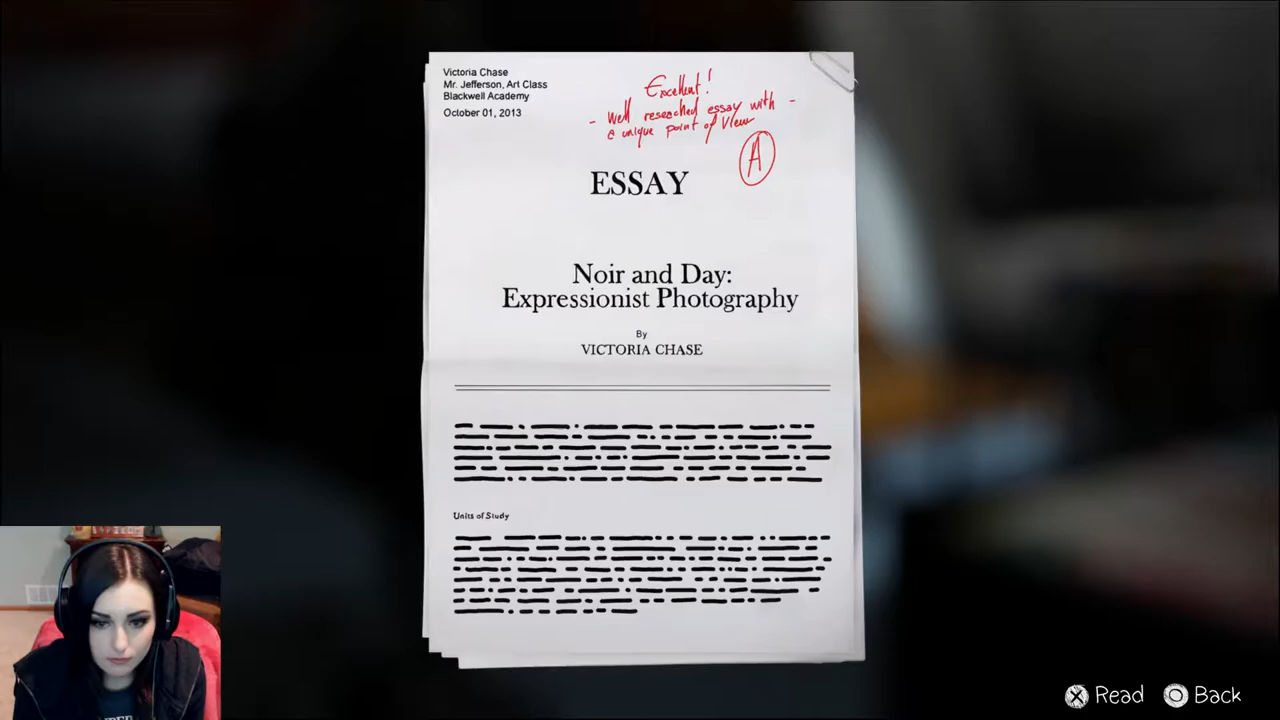 Victoria Chase
Mr. Jefferson, Art Class
Blackwell Academy
October 01, 2013
Excellent!
- Well reseached essay with -
a unique point of View
A
ESSAY
Noir and Day:
Expressionist Photography
By
VICTORIA CHASE
Units of Study
Read
Back